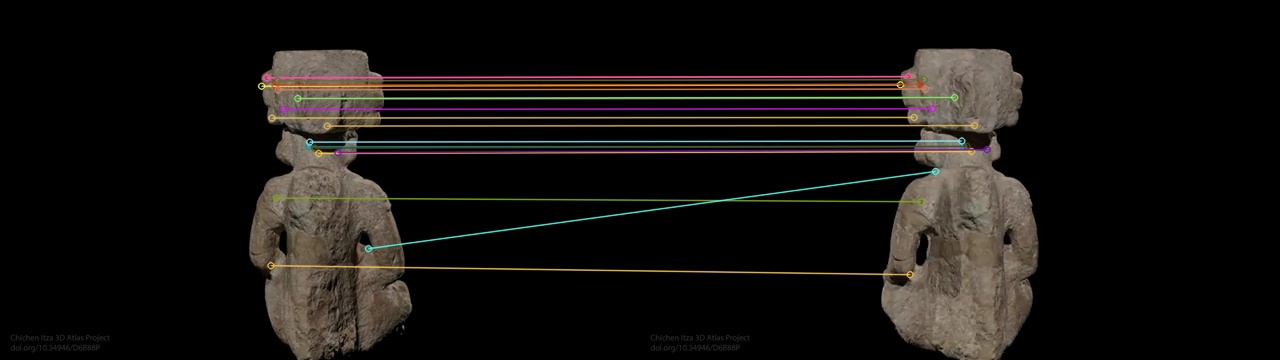 Chichen Itza 3D Atlas Project
doi.org/10.34946/D6B88P
Chichen Itza 3D Atlas Project
doi.org/10.34946/D6B88P